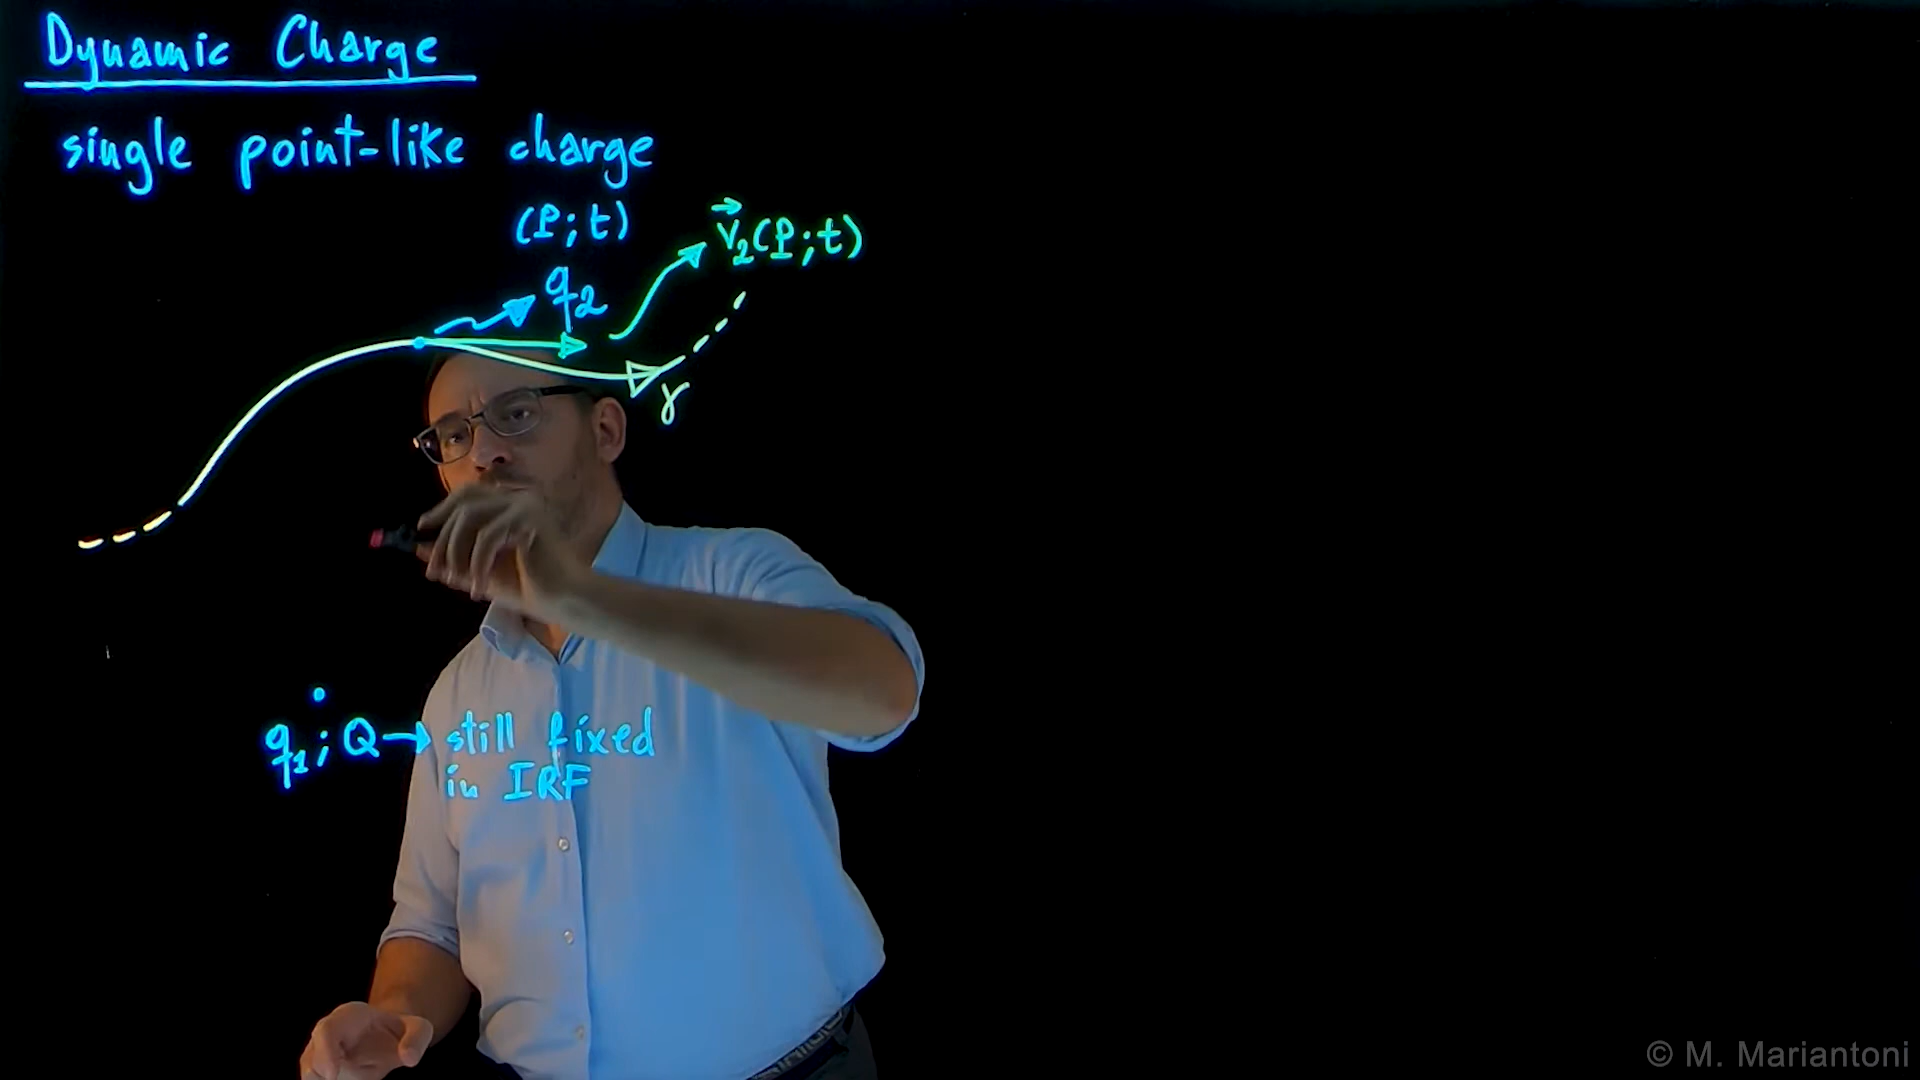 Dynamic Charge
single point-like charge
(P;t)
v⃗₂(P;t)
q₂
γ
q₁; Q → still fixed
in IRF
© M. Mariantoni